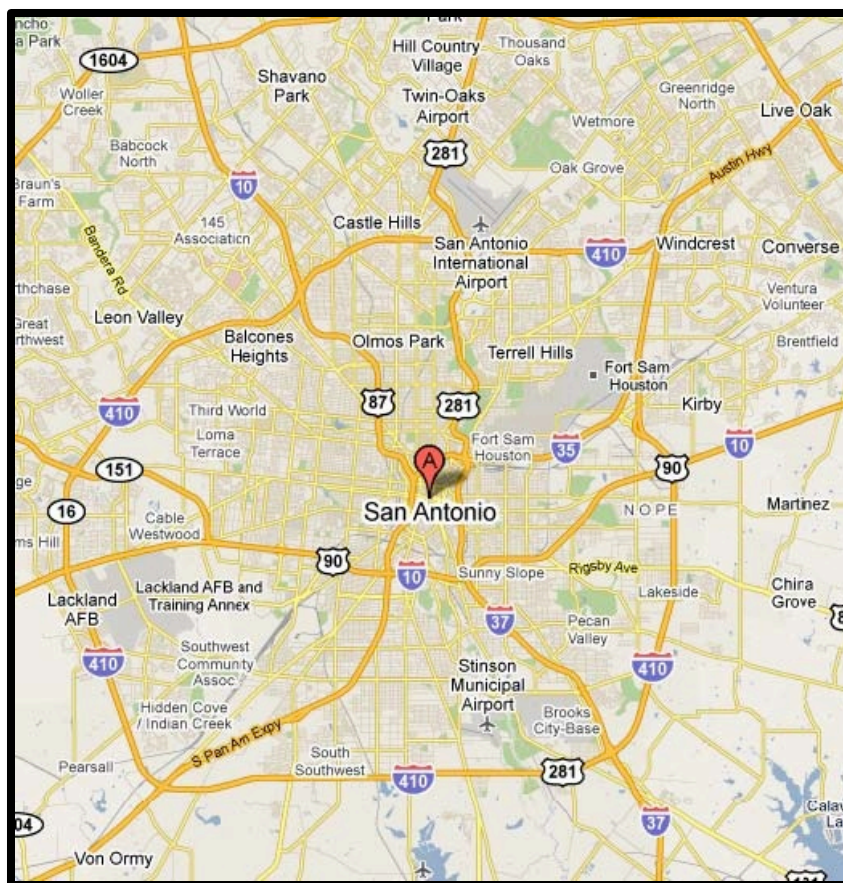 ncho
a Park
Park
Hill Country
Village
Thousand
Oaks
1604
Shavano
Park
Woller
Creek
Twin-Oaks
Airport
Greenridge
North
Live Oak
Wetmore
Babcock
North
281
Oak Grove
Austin Hwy
10
Braun's
Farm
145
Association
Castle Hills
San Antonio
International
Airport
410
Windcrest
Converse
Bandera Rd
rthchase
Ventura
Volunteer
Great
rthwest
Leon Valley
Balcones
Heights
Olmos Park
Terrell Hills
Brentfield
Fort Sam
Houston
87
281
410
Third World
Kirby
Loma
Terrace
Fort Sam
Houston
35
10
151
A
90
16
San Antonio
NOPE
Martinez
Cable
Westwood
ms Hill
90
10
Sunny Slope
Rigsby Ave
Lackland AFB and
Training Annex
Lackland
AFB
Lakeside
China
Grove
8
37
Pecan
Valley
410
Southwest
Community
Assoc
Stinson
Municipal
Airport
410
Hidden Cove
/ Indian Creek
Brooks
City-Base
S Pan Am Expy
Pearsall
South
Southwest
410
281
37
Calav
La
04
Von Ormy